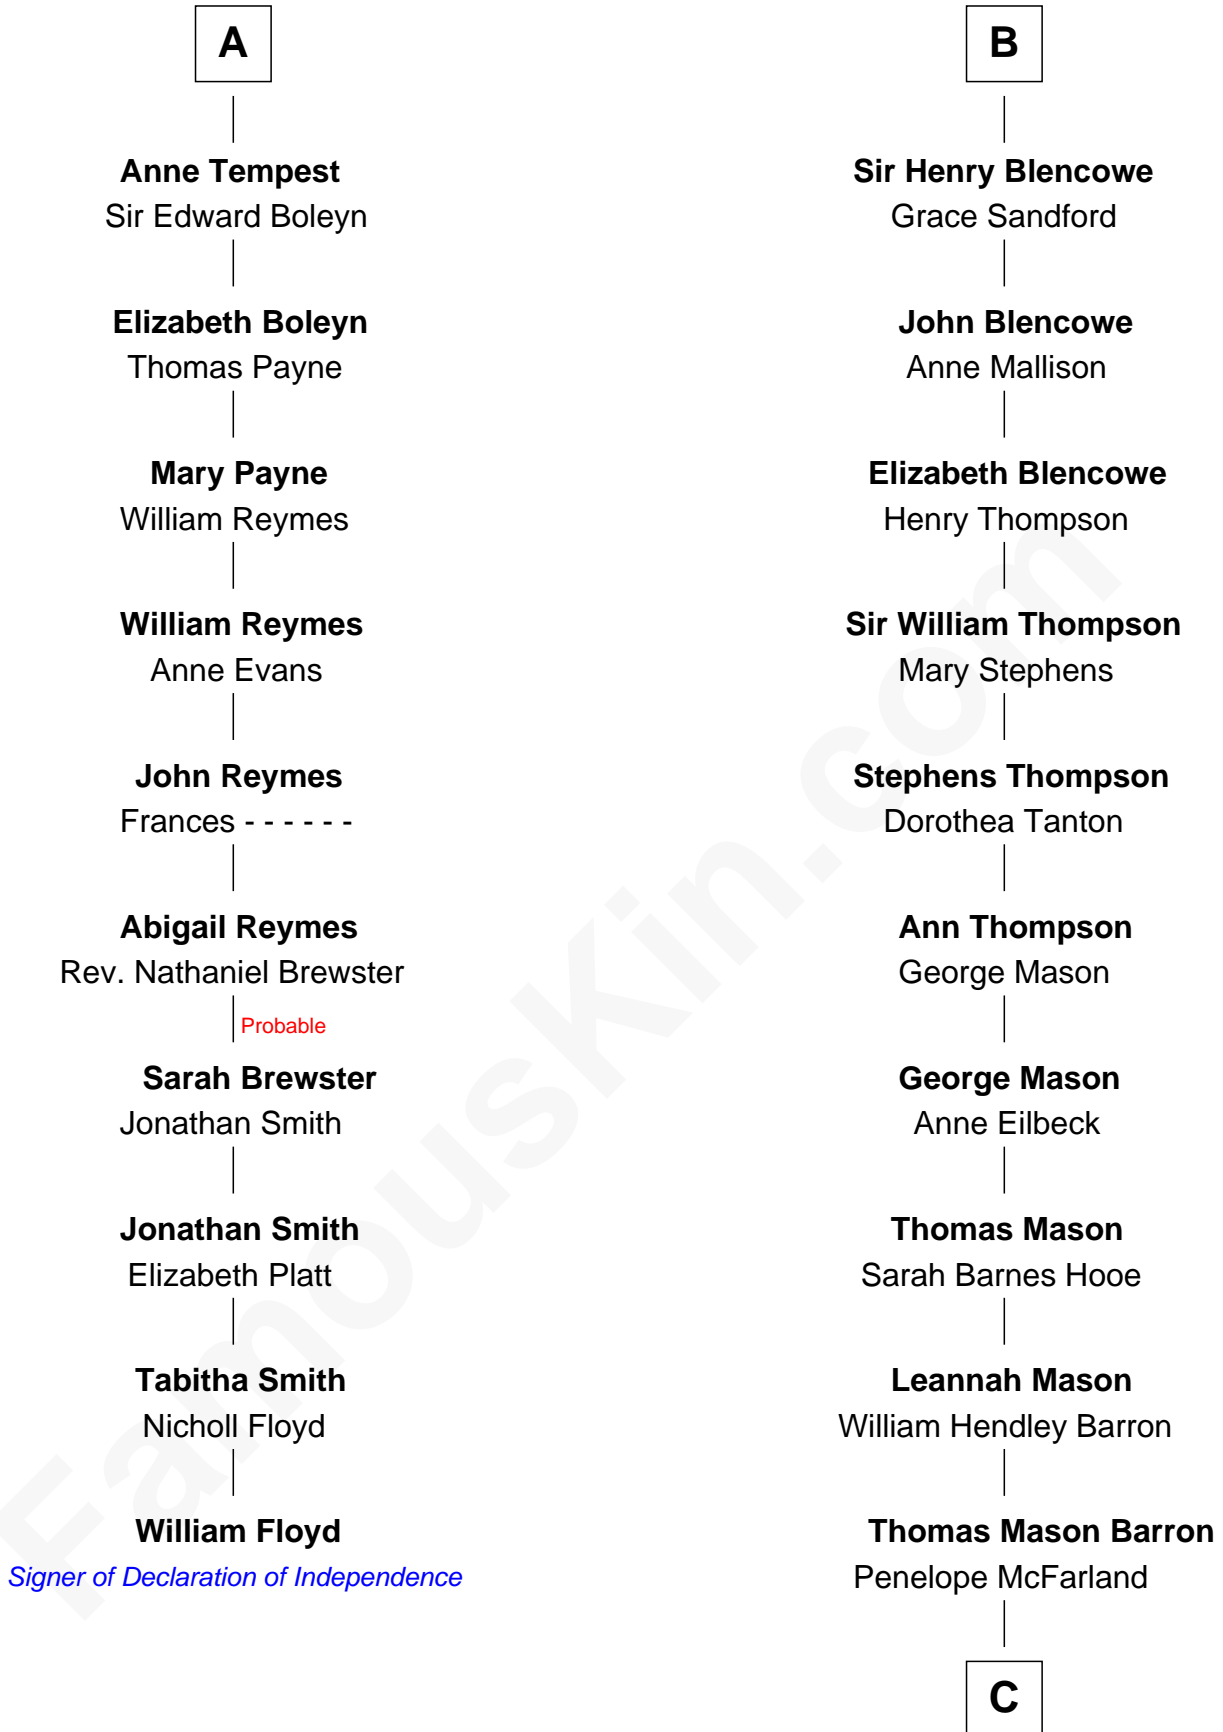 A
Anne Tempest
Sir Edward Boleyn
Elizabeth Boleyn
Thomas Payne
Mary Payne
William Reymes
William Reymes
Anne Evans
John Reymes
Frances - - - - - -
Abigail Reymes
Rev. Nathaniel Brewster
Probable
Sarah Brewster
Jonathan Smith
Jonathan Smith
Elizabeth Platt
Tabitha Smith
Nicholl Floyd
William Floyd
Signer of Declaration of Independence
B
Sir Henry Blencowe
Grace Sandford
John Blencowe
Anne Mallison
Elizabeth Blencowe
Henry Thompson
Sir William Thompson
Mary Stephens
Stephens Thompson
Dorothea Tanton
Ann Thompson
George Mason
George Mason
Anne Eilbeck
Thomas Mason
Sarah Barnes Hooe
Leannah Mason
William Hendley Barron
Thomas Mason Barron
Penelope McFarland
C
FamousKin.com